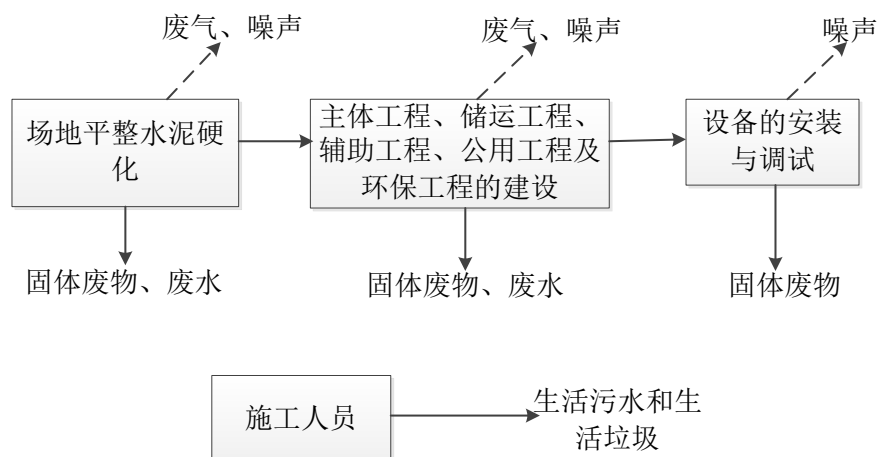 废气、噪声
废气、噪声
噪声
场地平整水泥硬
化
主体工程、储运工程、
辅助工程、公用工程及
环保工程的建设
设备的安装
与调试
固体废物、废水
固体废物、废水
固体废物
施工人员
生活污水和生
活垃圾